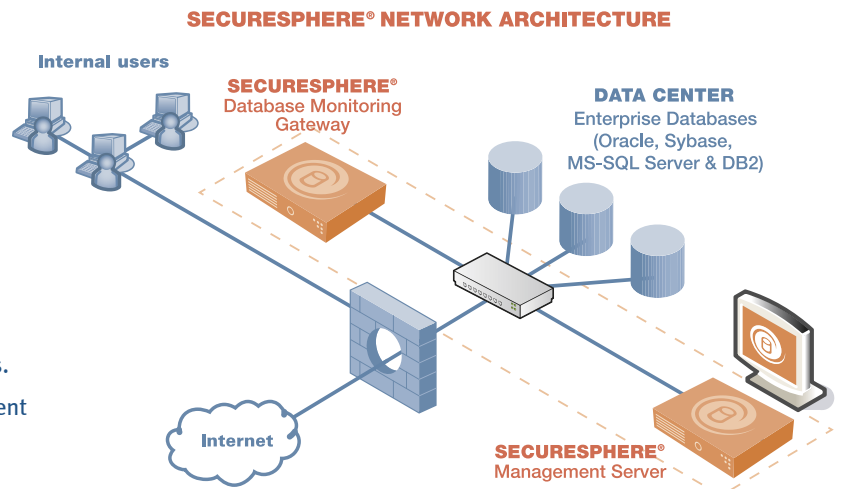 SECURESPHERE® NETWORK ARCHITECTURE
Internal users
SECURESPHERE®
Database Monitoring
Gateway
DATA CENTER
Enterprise Databases
(Oracle, Sybase,
MS-SQL Server & DB2)
Internet
SECURESPHERE®
Management Server